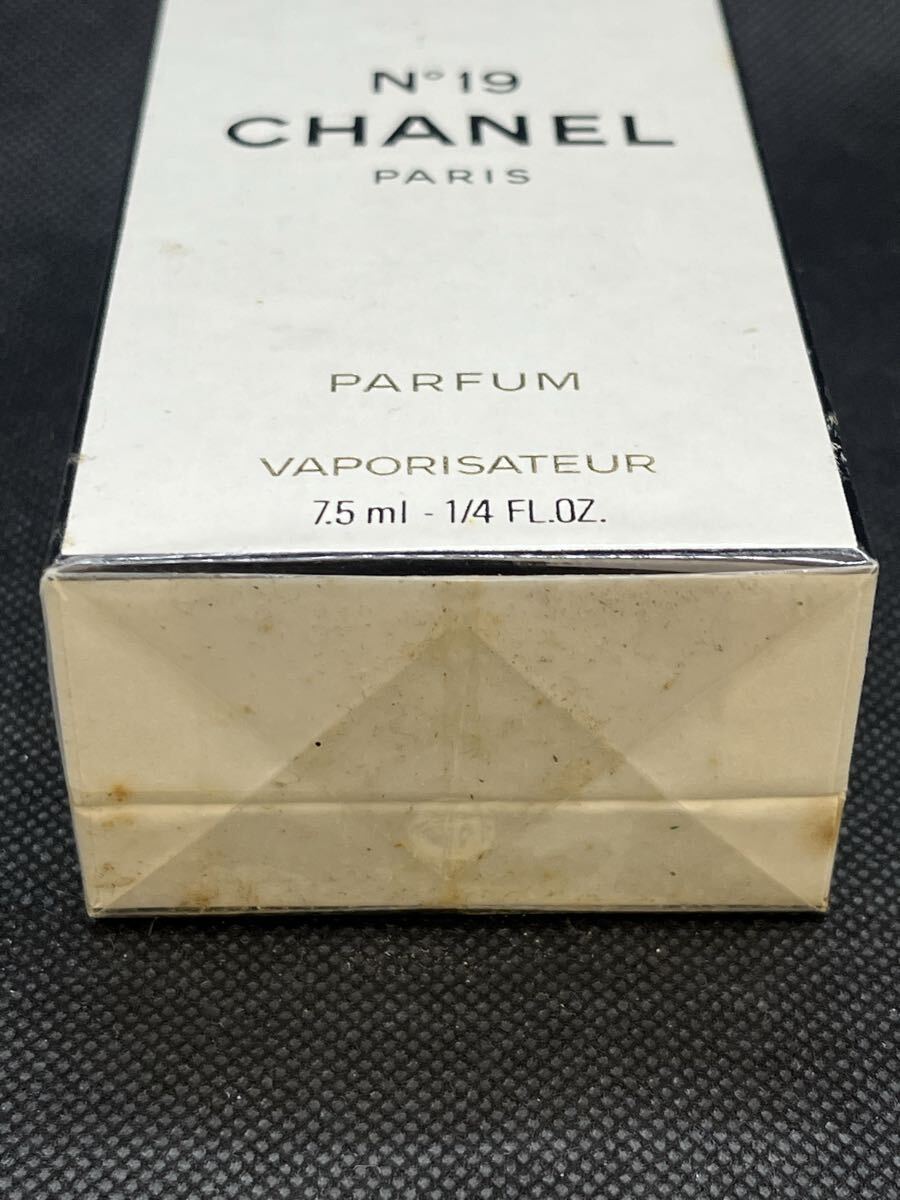 N°19
CHANEL
PARIS
PARFUM
VAPORISATEUR
7.5 ml - 1/4 FL.OZ.